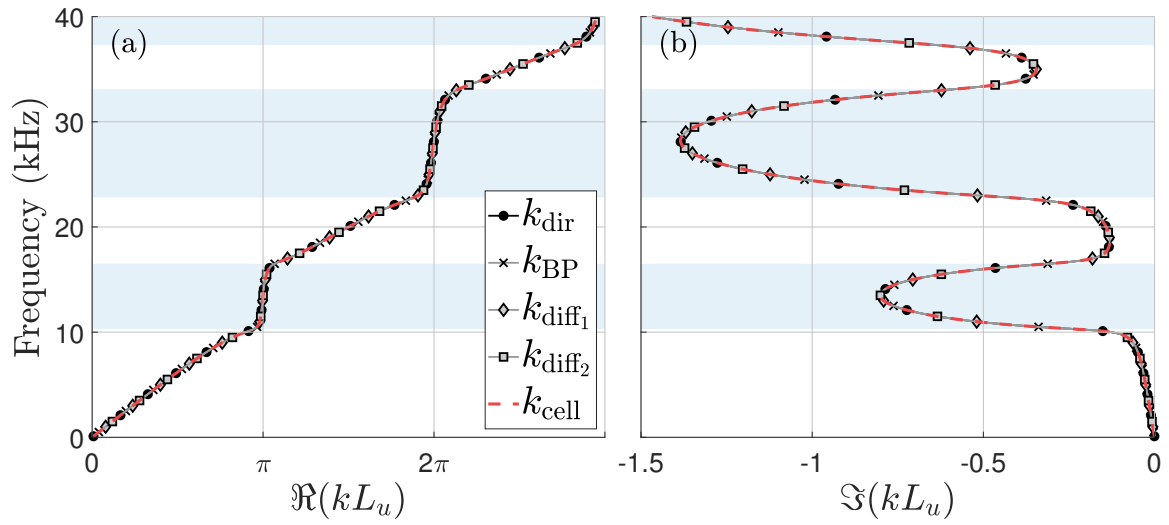 (a)
(b)
Frequency (kHz)
40
30
20
10
0
k_dir
k_BP
k_diff₁
k_diff₂
k_cell
0
π
2π
-1.5
-1
-0.5
0
ℜ(kL_u)
ℑ(kL_u)